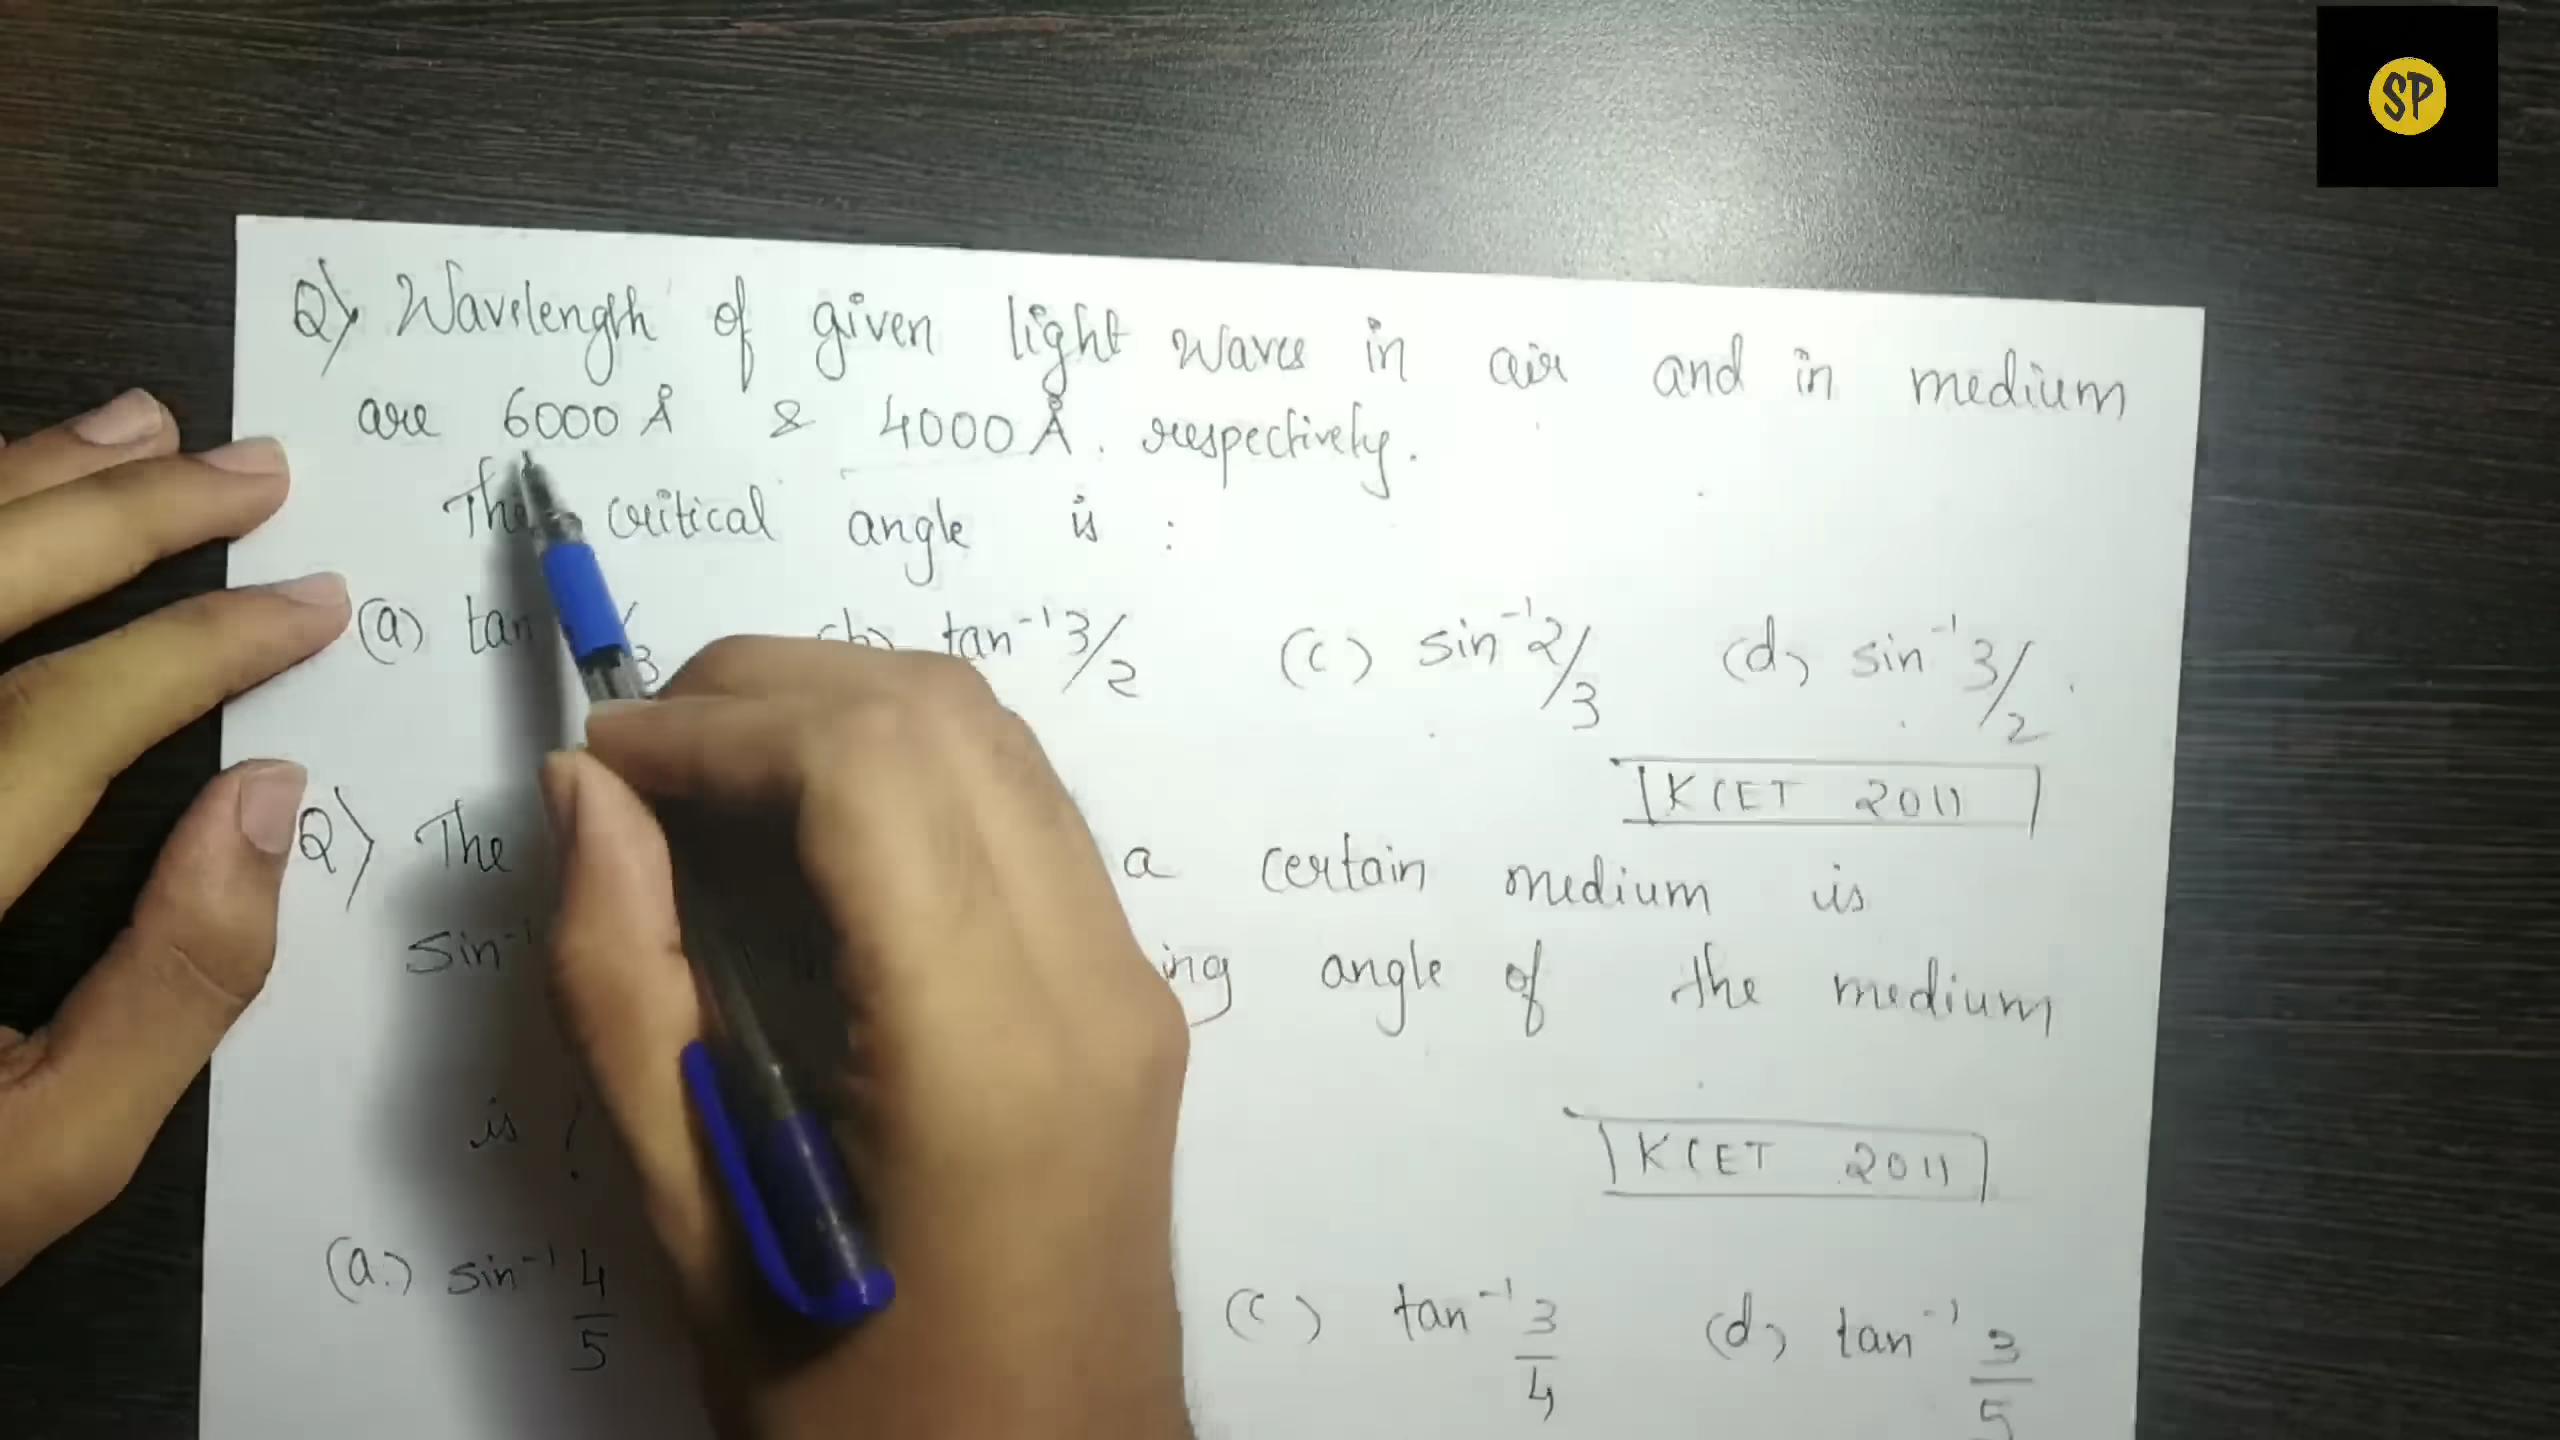 SP
Q) Wavelength of given light waves in air and in medium
are 6000 Å & 4000 Å. respectively.
The critical angle is :
(a) tan /3 (b) tan⁻¹ 3/2 (c) sin⁻¹ 2/3 (d) sin⁻¹ 3/2.
KCET 2011
Q) The a certain medium is
Sin⁻¹ ing angle of the medium
is ?
KCET 2011
(a.) sin⁻¹ 4/5 (c) tan⁻¹ 3/4 (d) tan⁻¹ 3/5